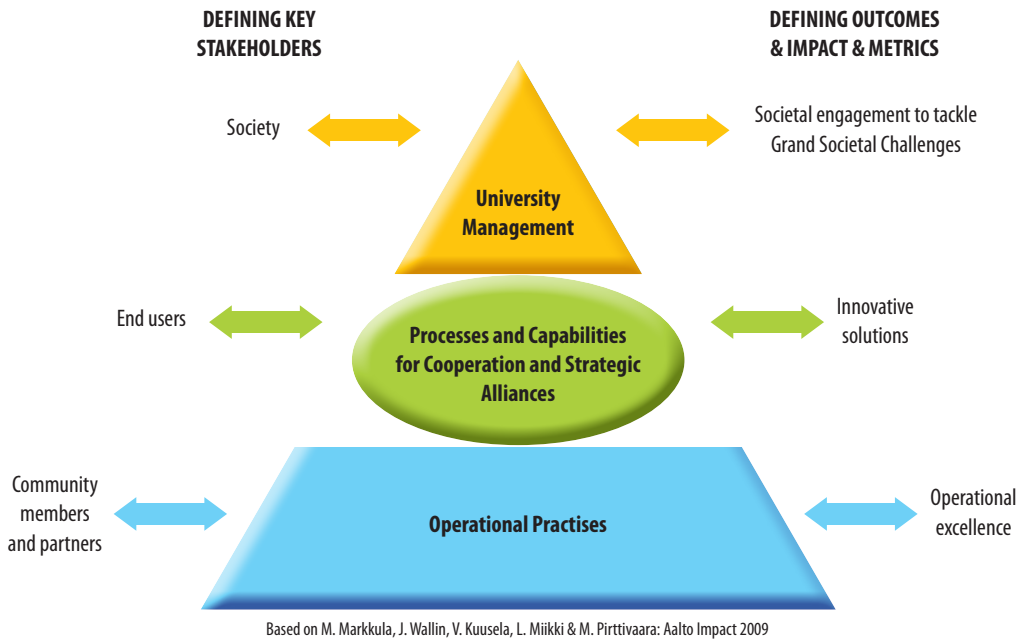 DEFINING KEY
STAKEHOLDERS
DEFINING OUTCOMES
& IMPACT & METRICS
Society
University
Management
Societal engagement to tackle
Grand Societal Challenges
End users
Processes and Capabilities
for Cooperation and Strategic
Alliances
Innovative
solutions
Community
members
and partners
Operational Practises
Operational
excellence
Based on M. Markkula, J. Wallin, V. Kuusela, L. Miikki & M. Pirttivaara: Aalto Impact 2009